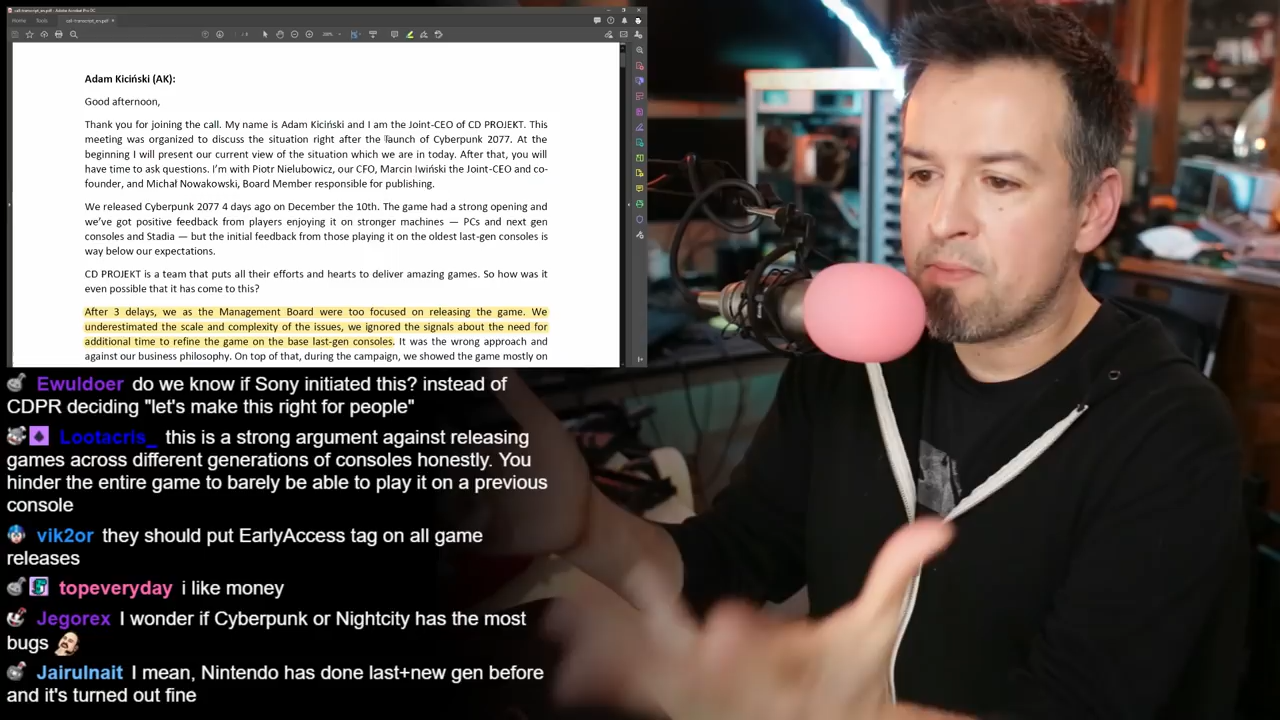 call-transcript_en.pdf - Adobe Acrobat Pro DC
Home Tools call-transcript_en.pdf ×
Adam Kiciński (AK):
Good afternoon,
Thank you for joining the call. My name is Adam Kiciński and I am the Joint-CEO of CD PROJEKT. This
meeting was organized to discuss the situation right after the launch of Cyberpunk 2077. At the
beginning I will present our current view of the situation which we are in today. After that, you will
have time to ask questions. I'm with Piotr Nielubowicz, our CFO, Marcin Iwiński the Joint-CEO and co-
founder, and Michał Nowakowski, Board Member responsible for publishing.
We released Cyberpunk 2077 4 days ago on December the 10th. The game had a strong opening and
we've got positive feedback from players enjoying it on stronger machines — PCs and next gen
consoles and Stadia — but the initial feedback from those playing it on the oldest last-gen consoles is
way below our expectations.
CD PROJEKT is a team that puts all their efforts and hearts to deliver amazing games. So how was it
even possible that it has come to this?
After 3 delays, we as the Management Board were too focused on releasing the game. We
underestimated the scale and complexity of the issues, we ignored the signals about the need for
additional time to refine the game on the base last-gen consoles. It was the wrong approach and
against our business philosophy. On top of that, during the campaign, we showed the game mostly on
Ewuldoer do we know if Sony initiated this? instead of
CDPR deciding "let's make this right for people"
Lootacris_ this is a strong argument against releasing
games across different generations of consoles honestly. You
hinder the entire game to barely be able to play it on a previous
console
vik2or they should put EarlyAccess tag on all game
releases
topeveryday i like money
Jegorex I wonder if Cyberpunk or Nightcity has the most
bugs
Jairulnait I mean, Nintendo has done last+new gen before
and it's turned out fine